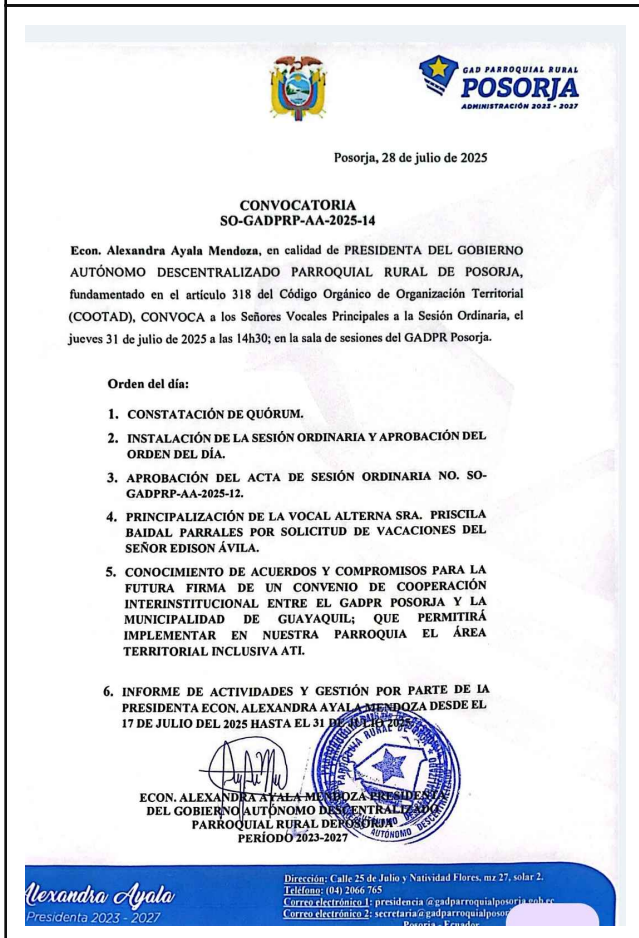 GAD PARROQUIAL RURAL
POSORJA
ADMINISTRACIÓN 2023 - 2027
Posorja, 28 de julio de 2025
CONVOCATORIA
SO-GADPRP-AA-2025-14
Econ. Alexandra Ayala Mendoza, en calidad de PRESIDENTA DEL GOBIERNO
AUTÓNOMO DESCENTRALIZADO PARROQUIAL RURAL DE POSORJA,
fundamentado en el artículo 318 del Código Orgánico de Organización Territorial
(COOTAD), CONVOCA a los Señores Vocales Principales a la Sesión Ordinaria, el
jueves 31 de julio de 2025 a las 14h30; en la sala de sesiones del GADPR Posorja.
Orden del día:
1. CONSTATACIÓN DE QUÓRUM.
2. INSTALACIÓN DE LA SESIÓN ORDINARIA Y APROBACIÓN DEL
ORDEN DEL DÍA.
3. APROBACIÓN DEL ACTA DE SESIÓN ORDINARIA NO. SO-
GADPRP-AA-2025-12.
4. PRINCIPALIZACIÓN DE LA VOCAL ALTERNA SRA. PRISCILA
BAIDAL PARRALES POR SOLICITUD DE VACACIONES DEL
SEÑOR EDISON ÁVILA.
5. CONOCIMIENTO DE ACUERDOS Y COMPROMISOS PARA LA
FUTURA FIRMA DE UN CONVENIO DE COOPERACIÓN
INTERINSTITUCIONAL ENTRE EL GADPR POSORJA Y LA
MUNICIPALIDAD DE GUAYAQUIL; QUE PERMITIRÁ
IMPLEMENTAR EN NUESTRA PARROQUIA EL ÁREA
TERRITORIAL INCLUSIVA ATI.
6. INFORME DE ACTIVIDADES Y GESTIÓN POR PARTE DE LA
PRESIDENTA ECON. ALEXANDRA AYALA MENDOZA DESDE EL
17 DE JULIO DEL 2025 HASTA EL 31 DE JULIO 2025.
ECON. ALEXANDRA AYALA MENDOZA PRESIDENTA
DEL GOBIERNO AUTÓNOMO DESCENTRALIZADO
PARROQUIAL RURAL DE POSORJA
PERÍODO 2023-2027
Alexandra Ayala
Presidenta 2023 - 2027
Dirección: Calle 25 de Julio y Natividad Flores, mz 27, solar 2.
Teléfono: (04) 2066 765
Correo electrónico 1: presidencia @gadparroquialposorja.gob.ec
Correo electrónico 2: secretaria@gadparroquialposor
Posorja - Ecuador